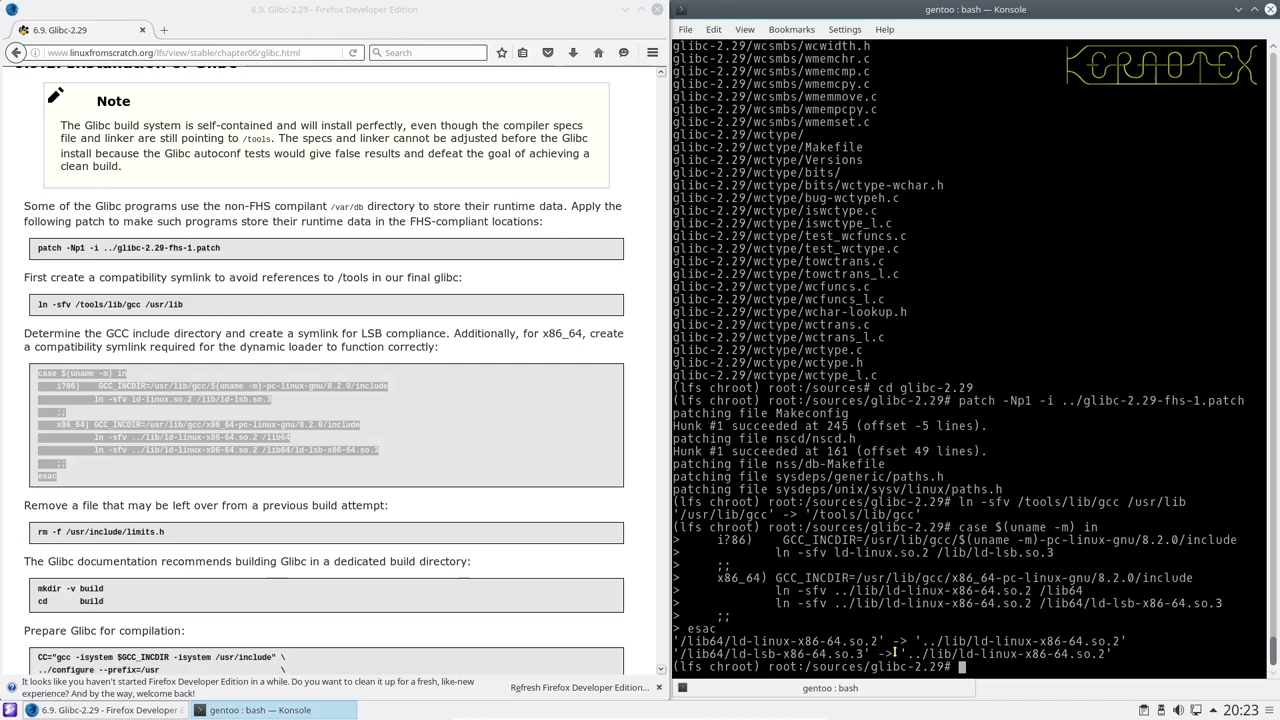 6.9. Glibc-2.29 - Firefox Developer Edition
6.9. Glibc-2.29
www.linuxfromscratch.org/lfs/view/stable/chapter06/glibc.html
Search
Note
The Glibc build system is self-contained and will install perfectly, even though the compiler specs
file and linker are still pointing to /tools. The specs and linker cannot be adjusted before the Glibc
install because the Glibc autoconf tests would give false results and defeat the goal of achieving a
clean build.
Some of the Glibc programs use the non-FHS compilant /var/db directory to store their runtime data. Apply the
following patch to make such programs store their runtime data in the FHS-compliant locations:
patch -Np1 -i ../glibc-2.29-fhs-1.patch
First create a compatibility symlink to avoid references to /tools in our final glibc:
ln -sfv /tools/lib/gcc /usr/lib
Determine the GCC include directory and create a symlink for LSB compliance. Additionally, for x86_64, create
a compatibility symlink required for the dynamic loader to function correctly:
case $(uname -m) in
i?86) GCC_INCDIR=/usr/lib/gcc/$(uname -m)-pc-linux-gnu/8.2.0/include
ln -sfv ld-linux.so.2 /lib/ld-lsb.so.3
;;
x86_64) GCC_INCDIR=/usr/lib/gcc/x86_64-pc-linux-gnu/8.2.0/include
ln -sfv ../lib/ld-linux-x86-64.so.2 /lib64
ln -sfv ../lib/ld-linux-x86-64.so.2 /lib64/ld-lsb-x86-64.so.3
;;
esac
Remove a file that may be left over from a previous build attempt:
rm -f /usr/include/limits.h
The Glibc documentation recommends building Glibc in a dedicated build directory:
mkdir -v build
cd build
Prepare Glibc for compilation:
CC="gcc -isystem $GCC_INCDIR -isystem /usr/include" \
../configure --prefix=/usr \
It looks like you haven't started Firefox Developer Edition in a while. Do you want to clean it up for a fresh, like-new
experience? And by the way, welcome back!
Refresh Firefox Developer Edition...
gentoo : bash — Konsole
File Edit View Bookmarks Settings Help
KERAOTEX
glibc-2.29/wcsmbs/wcwidth.h
glibc-2.29/wcsmbs/wmemchr.c
glibc-2.29/wcsmbs/wmemcmp.c
glibc-2.29/wcsmbs/wmemcpy.c
glibc-2.29/wcsmbs/wmemmove.c
glibc-2.29/wcsmbs/wmempcpy.c
glibc-2.29/wcsmbs/wmemset.c
glibc-2.29/wctype/
glibc-2.29/wctype/Makefile
glibc-2.29/wctype/Versions
glibc-2.29/wctype/bits/
glibc-2.29/wctype/bits/wctype-wchar.h
glibc-2.29/wctype/bug-wctypeh.c
glibc-2.29/wctype/iswctype.c
glibc-2.29/wctype/iswctype_l.c
glibc-2.29/wctype/test_wcfuncs.c
glibc-2.29/wctype/test_wctype.c
glibc-2.29/wctype/towctrans.c
glibc-2.29/wctype/towctrans_l.c
glibc-2.29/wctype/wcfuncs.c
glibc-2.29/wctype/wcfuncs_l.c
glibc-2.29/wctype/wchar-lookup.h
glibc-2.29/wctype/wctrans.c
glibc-2.29/wctype/wctrans_l.c
glibc-2.29/wctype/wctype.c
glibc-2.29/wctype/wctype.h
glibc-2.29/wctype/wctype_l.c
(lfs chroot) root:/sources# cd glibc-2.29
(lfs chroot) root:/sources/glibc-2.29# patch -Np1 -i ../glibc-2.29-fhs-1.patch
patching file Makeconfig
Hunk #1 succeeded at 245 (offset -5 lines).
patching file nscd/nscd.h
Hunk #1 succeeded at 161 (offset 49 lines).
patching file nss/db-Makefile
patching file sysdeps/generic/paths.h
patching file sysdeps/unix/sysv/linux/paths.h
(lfs chroot) root:/sources/glibc-2.29# ln -sfv /tools/lib/gcc /usr/lib
'/usr/lib/gcc' -> '/tools/lib/gcc'
(lfs chroot) root:/sources/glibc-2.29# case $(uname -m) in
> i?86) GCC_INCDIR=/usr/lib/gcc/$(uname -m)-pc-linux-gnu/8.2.0/include
> ln -sfv ld-linux.so.2 /lib/ld-lsb.so.3
> ;;
> x86_64) GCC_INCDIR=/usr/lib/gcc/x86_64-pc-linux-gnu/8.2.0/include
> ln -sfv ../lib/ld-linux-x86-64.so.2 /lib64
> ln -sfv ../lib/ld-linux-x86-64.so.2 /lib64/ld-lsb-x86-64.so.3
> ;;
> esac
'/lib64/ld-linux-x86-64.so.2' -> '../lib/ld-linux-x86-64.so.2'
'/lib64/ld-lsb-x86-64.so.3' -> '../lib/ld-linux-x86-64.so.2'
(lfs chroot) root:/sources/glibc-2.29#
gentoo : bash
6.9. Glibc-2.29 - Firefox Developer E
gentoo : bash — Konsole
20:23